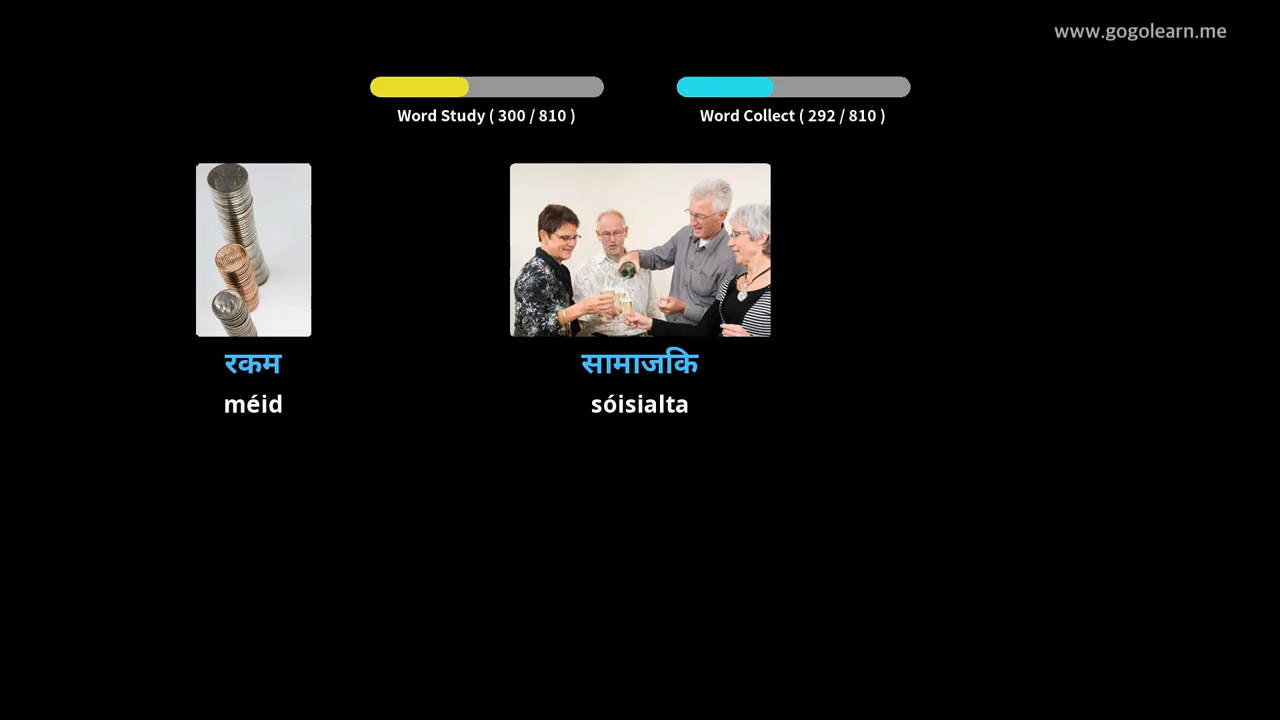 www.gogolearn.me
Word Study ( 300 / 810 )
Word Collect ( 292 / 810 )
रकम
सामाजकि
méid
sóisialta